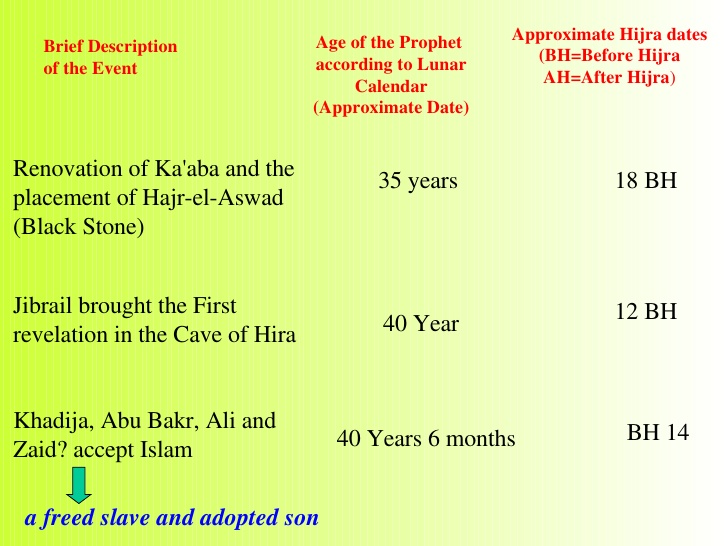 Brief Description
of the Event
Age of the Prophet
according to Lunar
Calendar
(Approximate Date)
Approximate Hijra dates
(BH=Before Hijra
AH=After Hijra)
Renovation of Ka'aba and the
placement of Hajr-el-Aswad
(Black Stone)
35 years
18 BH
Jibrail brought the First
revelation in the Cave of Hira
40 Year
12 BH
Khadija, Abu Bakr, Ali and
Zaid? accept Islam
40 Years 6 months
BH 14
a freed slave and adopted son